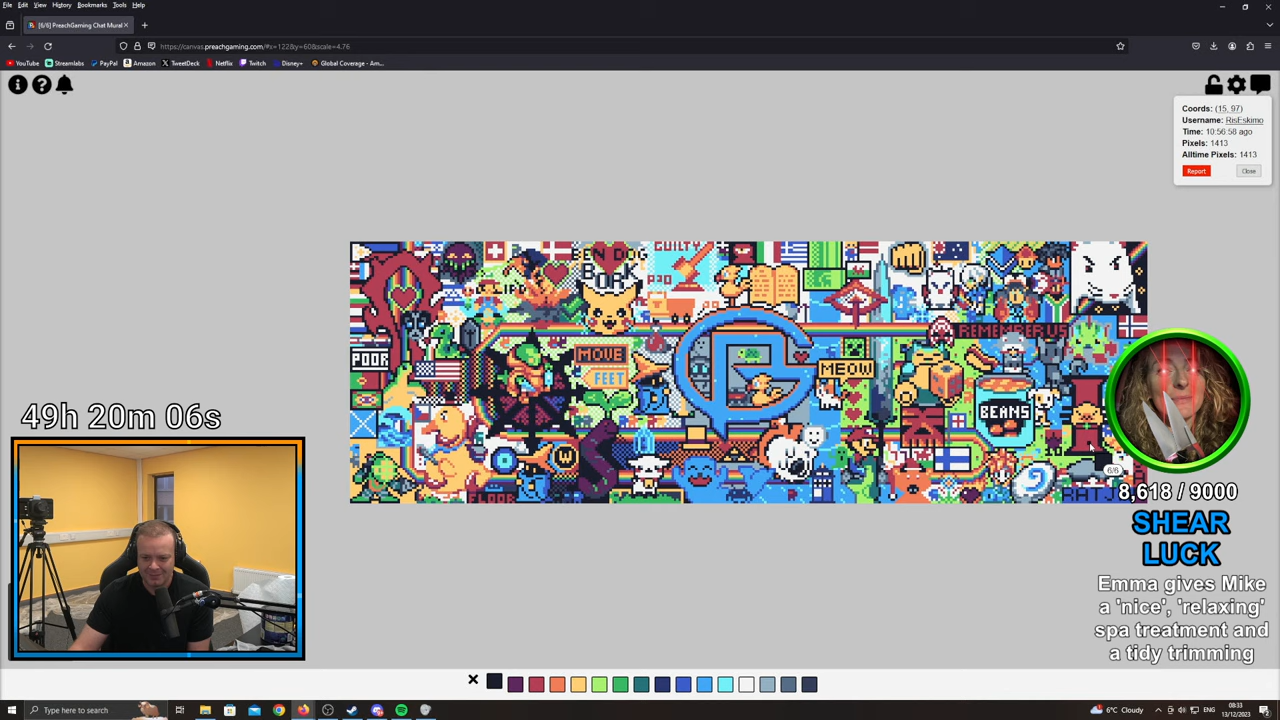 File Edit View History Bookmarks Tools Help
[6/6] PreachGaming Chat Mural
https://canvas.preachgaming.com/#x=122&y=60&scale=4.76
YouTube Streamlabs PayPal Amazon TweetDeck Netflix Twitch Disney+ Global Coverage - Am...
Coords: (15, 97)
Username: RisEskimo
Time: 10:56:58 ago
Pixels: 1413
Alltime Pixels: 1413
Report Close
GUILTY
REMEMBER US
POOR
MOVE
FEET
MEOW
BEANS
W
FLOOR
6/6
49h 20m 06s
8,618 / 9000
SHEAR
LUCK
Emma gives Mike
a 'nice', 'relaxing'
spa treatment and
a tidy trimming
Type here to search
6°C Cloudy
ENG
08:33
13/12/2023